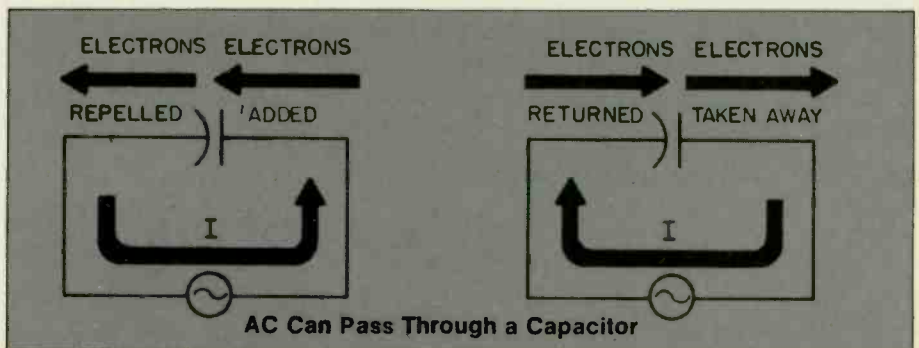 ELECTRONS ELECTRONS ELECTRONS ELECTRONS
REPELLED 'ADDED RETURNED TAKEN AWAY
I I
AC Can Pass Through a Capacitor